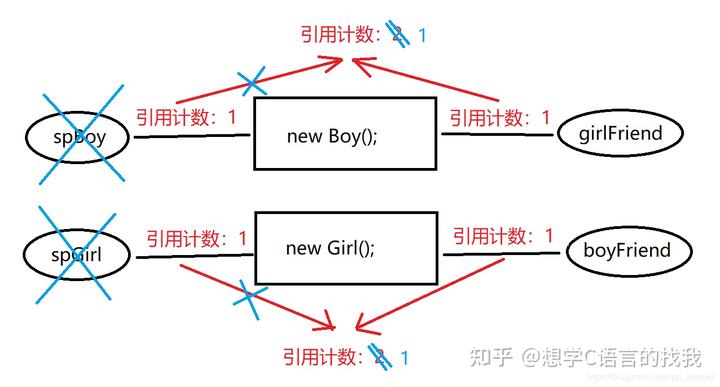 引用计数：2 1
引用计数：1
引用计数：1
spBoy
new Boy();
girlFriend
引用计数：1
引用计数：1
spGirl
new Girl();
boyFriend
引用计数：2 1
知乎 @想学C语言的找我